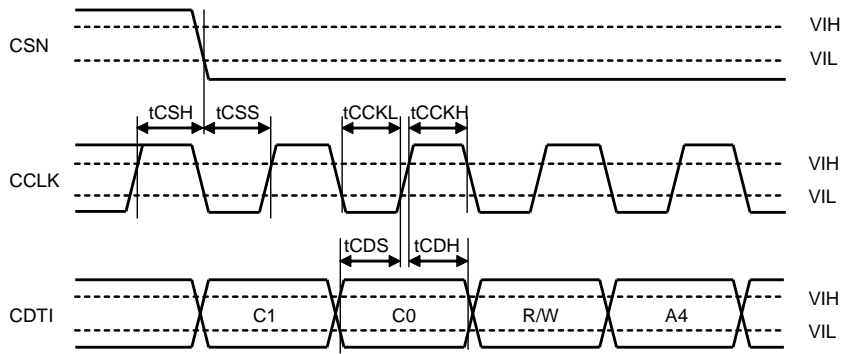 CSN
VIH
VIL
tCSH
tCSS
tCCKL
tCCKH
CCLK
VIH
VIL
tCDS
tCDH
CDTI
C1
C0
R/W
A4
VIH
VIL